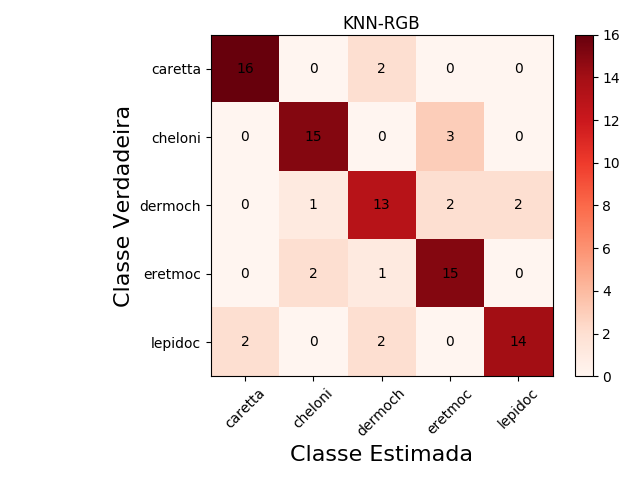 KNN-RGB
Classe Verdadeira
caretta 16 0 2 0 0
cheloni 0 15 0 3 0
dermoch 0 1 13 2 2
eretmoc 0 2 1 15 0
lepidoc 2 0 2 0 14
caretta cheloni dermoch eretmoc lepidoc
Classe Estimada
16
14
12
10
8
6
4
2
0